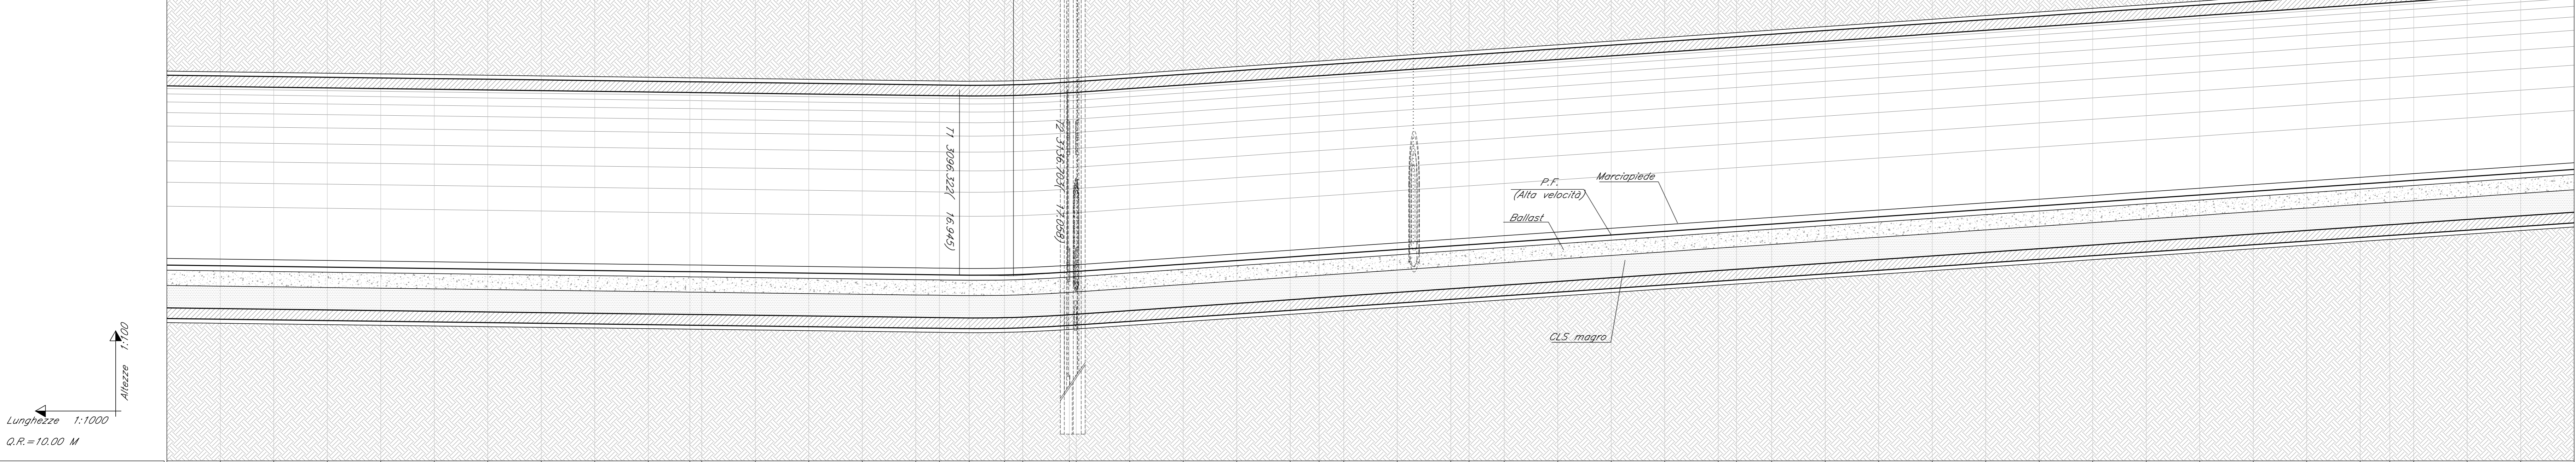 T1 3096.322( 16.945)
T2 3136.703( 17.059)
P.F.
(Alta velocità)
Marciapiede
Ballast
CLS magro
Altezze 1:100
Lunghezze 1:1000
Q.R.=10.00 M